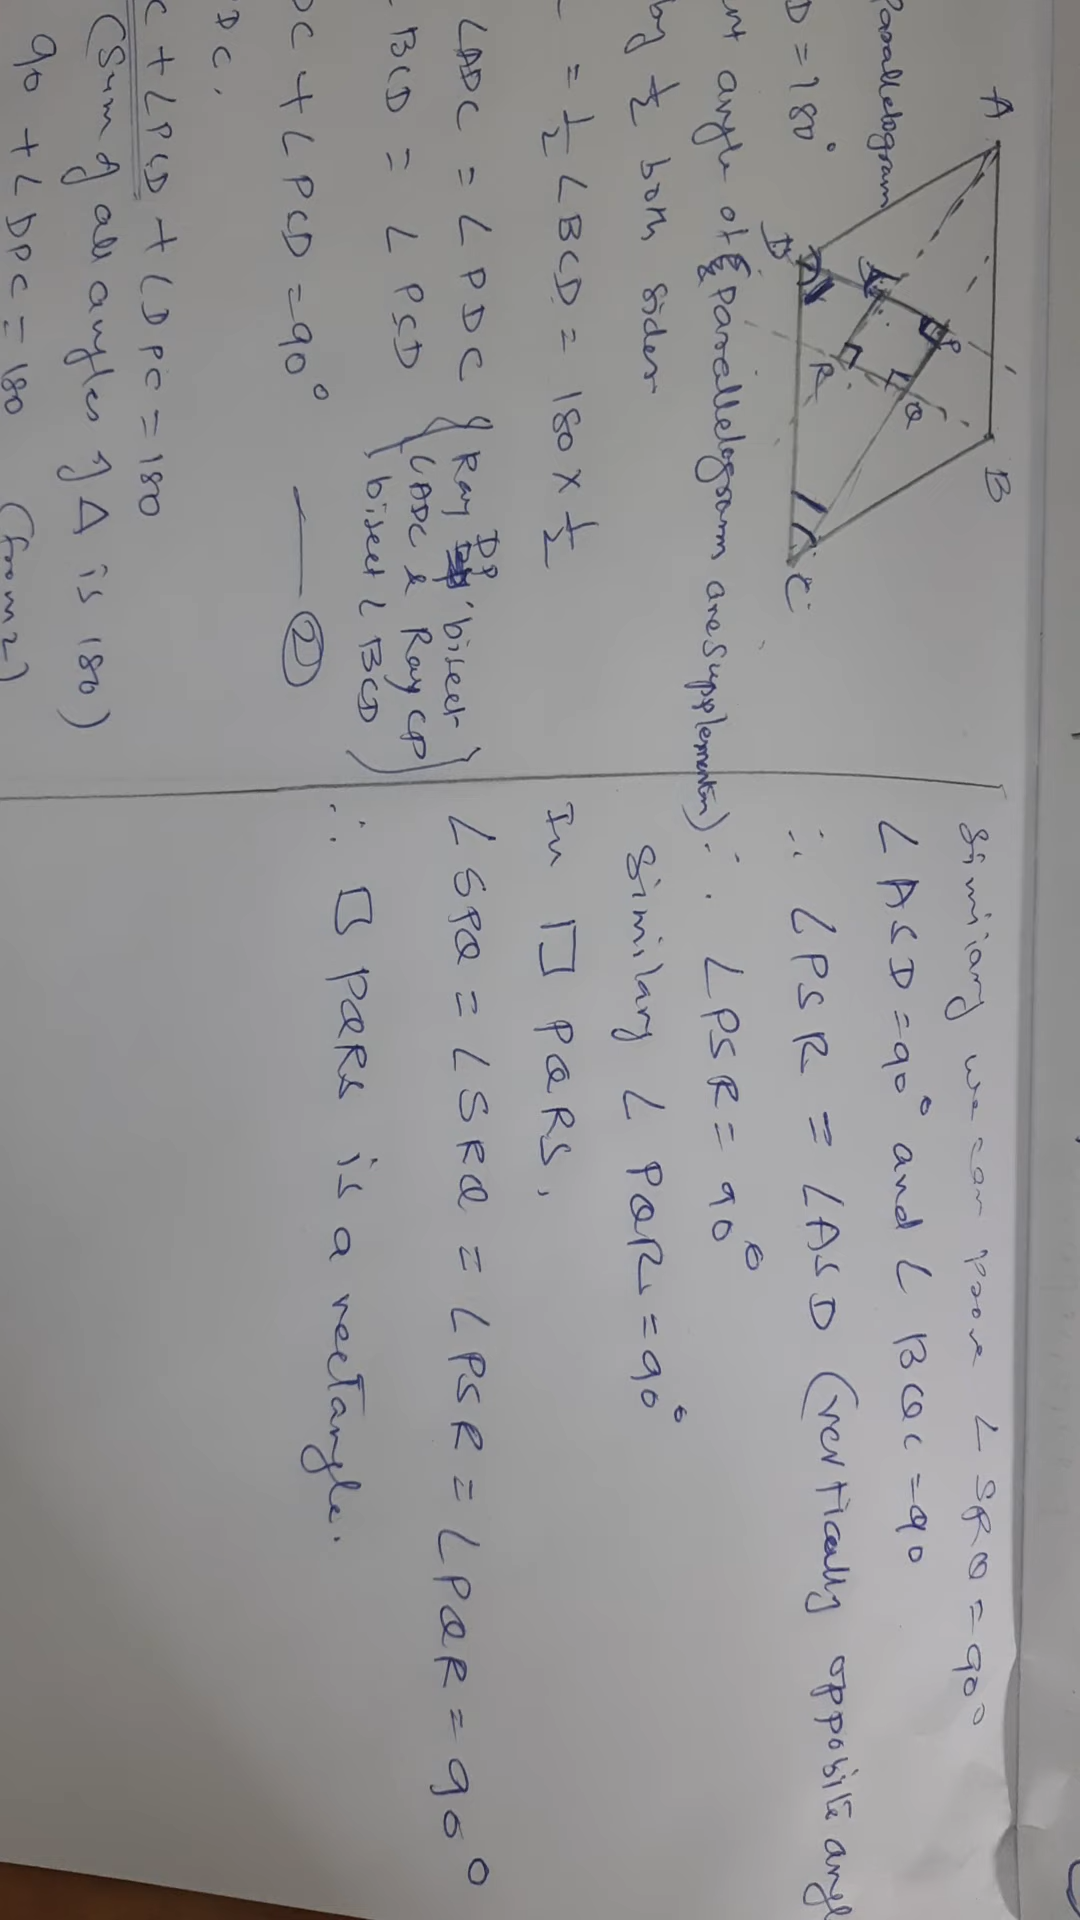 A
B
D
S
P
R
Q
C
Parallelogram
D = 180°
nt angle of Parallelogram are supplementary)
by 1/2 both sides
= 1/2 ∠BCD = 180 × 1/2
∠ADC = ∠PDC { Ray DP bisect
∠ADC & Ray CP
BCD = ∠PCD
bisect ∠BCD)
DC + ∠PCD = 90° — ②
DC,
C + ∠PCD + ∠DPC = 180
(Sum of all angles of Δ is 180)
90 + ∠DPC = 180 (from 2)
Similary we can prove ∠SRQ = 90°
∠ASD = 90° and ∠BQC = 90
∴ ∠PSR = ∠ASD (vertically opposite angl
∴ ∠PSR = 90°
Similary ∠PQR = 90°
In □ PQRS,
∠SPQ = ∠SRQ = ∠PSR = ∠PQR = 90°
∴ □ PQRS is a rectangle.